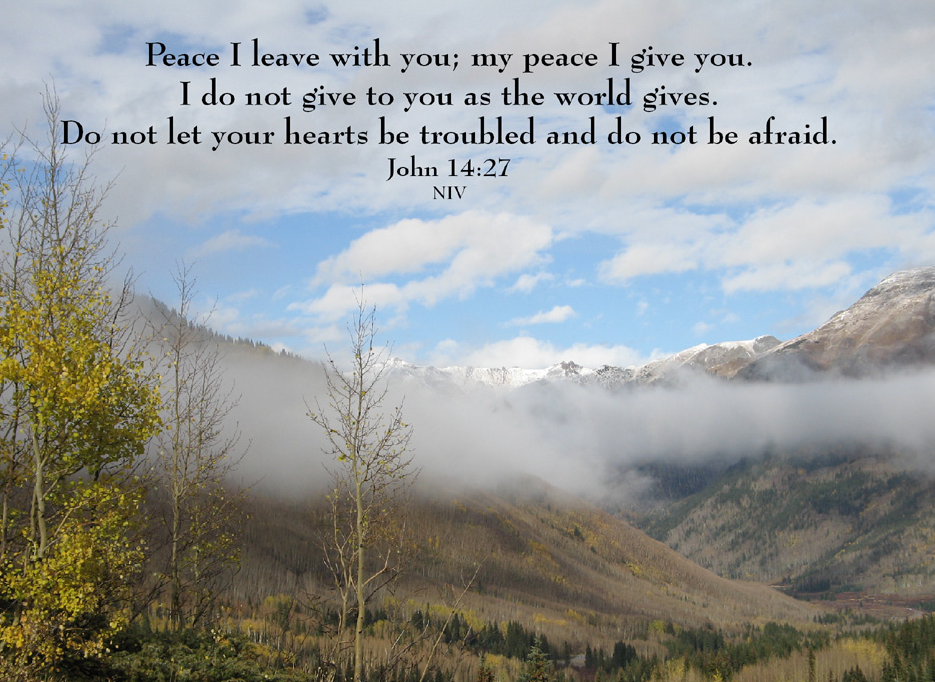 Peace I leave with you; my peace I give you.
I do not give to you as the world gives.
Do not let your hearts be troubled and do not be afraid.
John 14:27
NIV